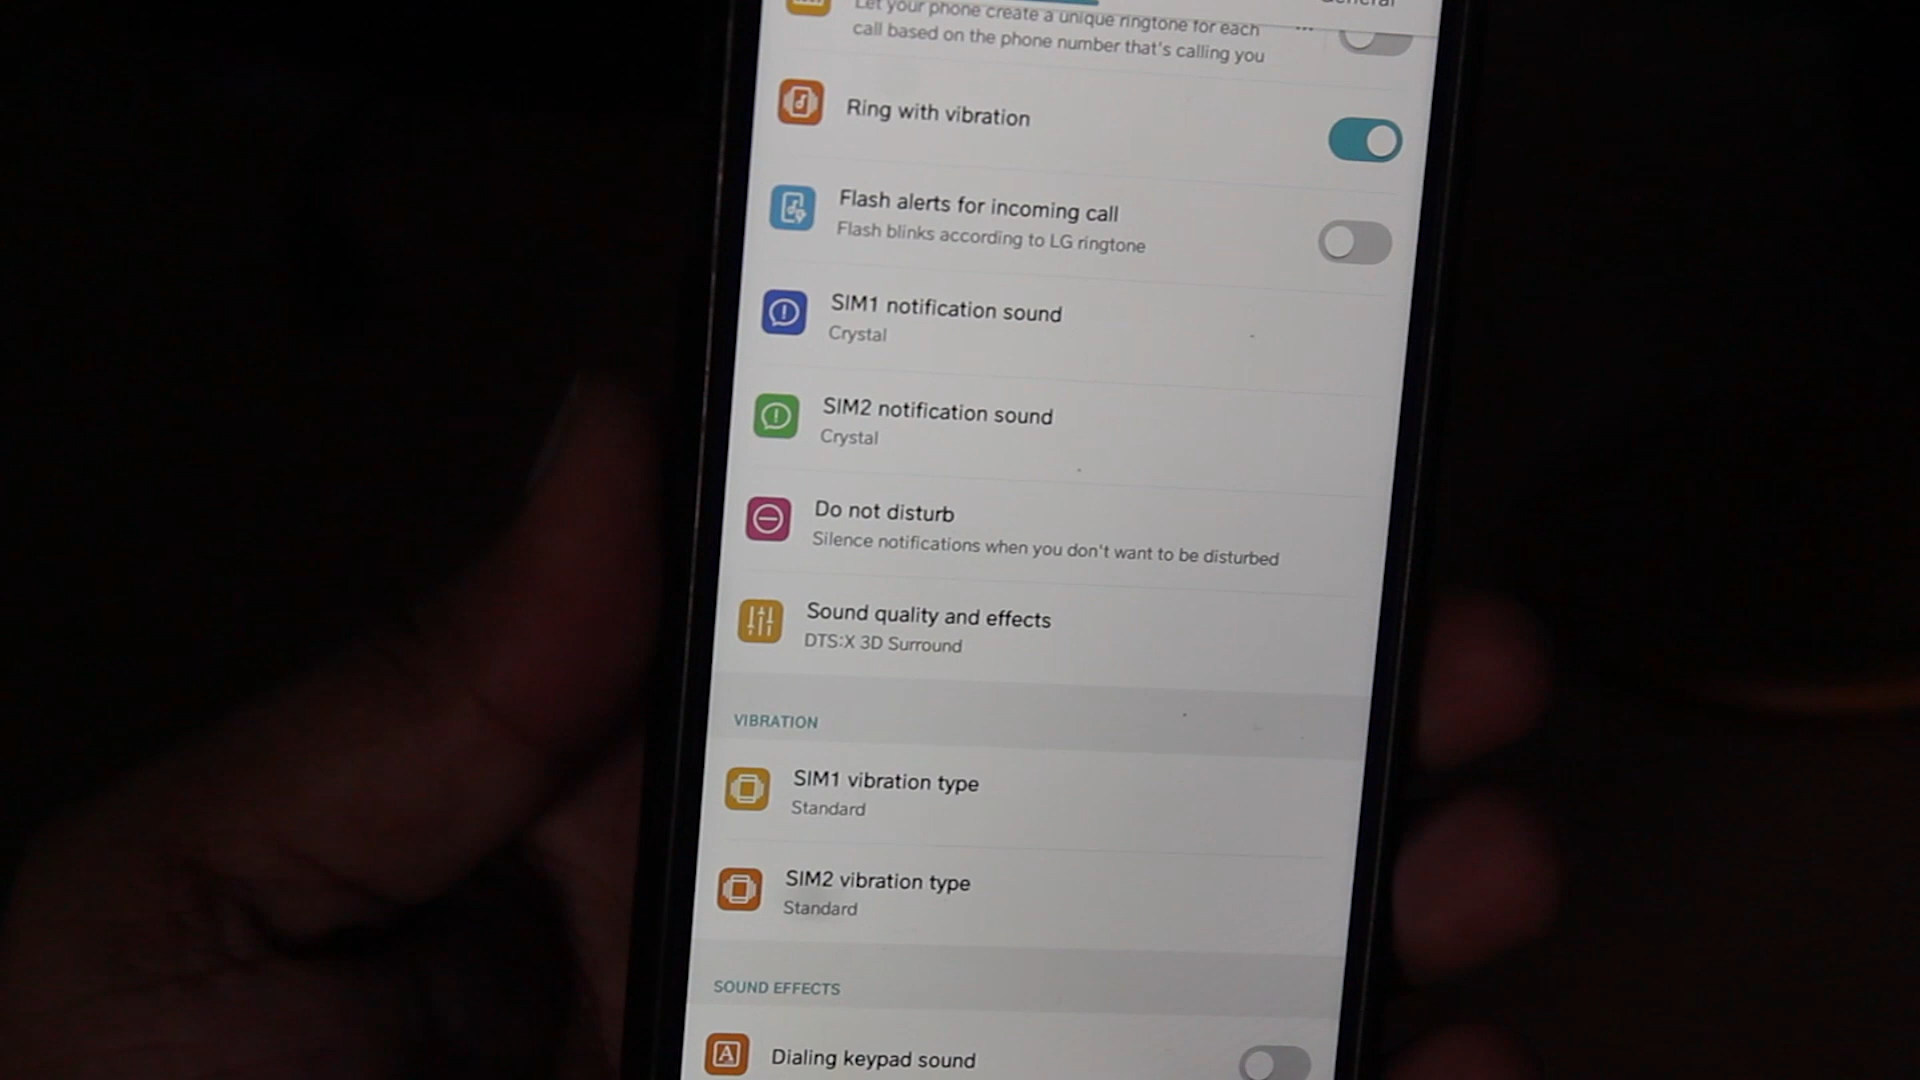 General
Let your phone create a unique ringtone for each
call based on the phone number that's calling you
...
Ring with vibration
Flash alerts for incoming call
Flash blinks according to LG ringtone
SIM1 notification sound
Crystal
SIM2 notification sound
Crystal
Do not disturb
Silence notifications when you don't want to be disturbed
Sound quality and effects
DTS:X 3D Surround
VIBRATION
SIM1 vibration type
Standard
SIM2 vibration type
Standard
SOUND EFFECTS
A
Dialing keypad sound